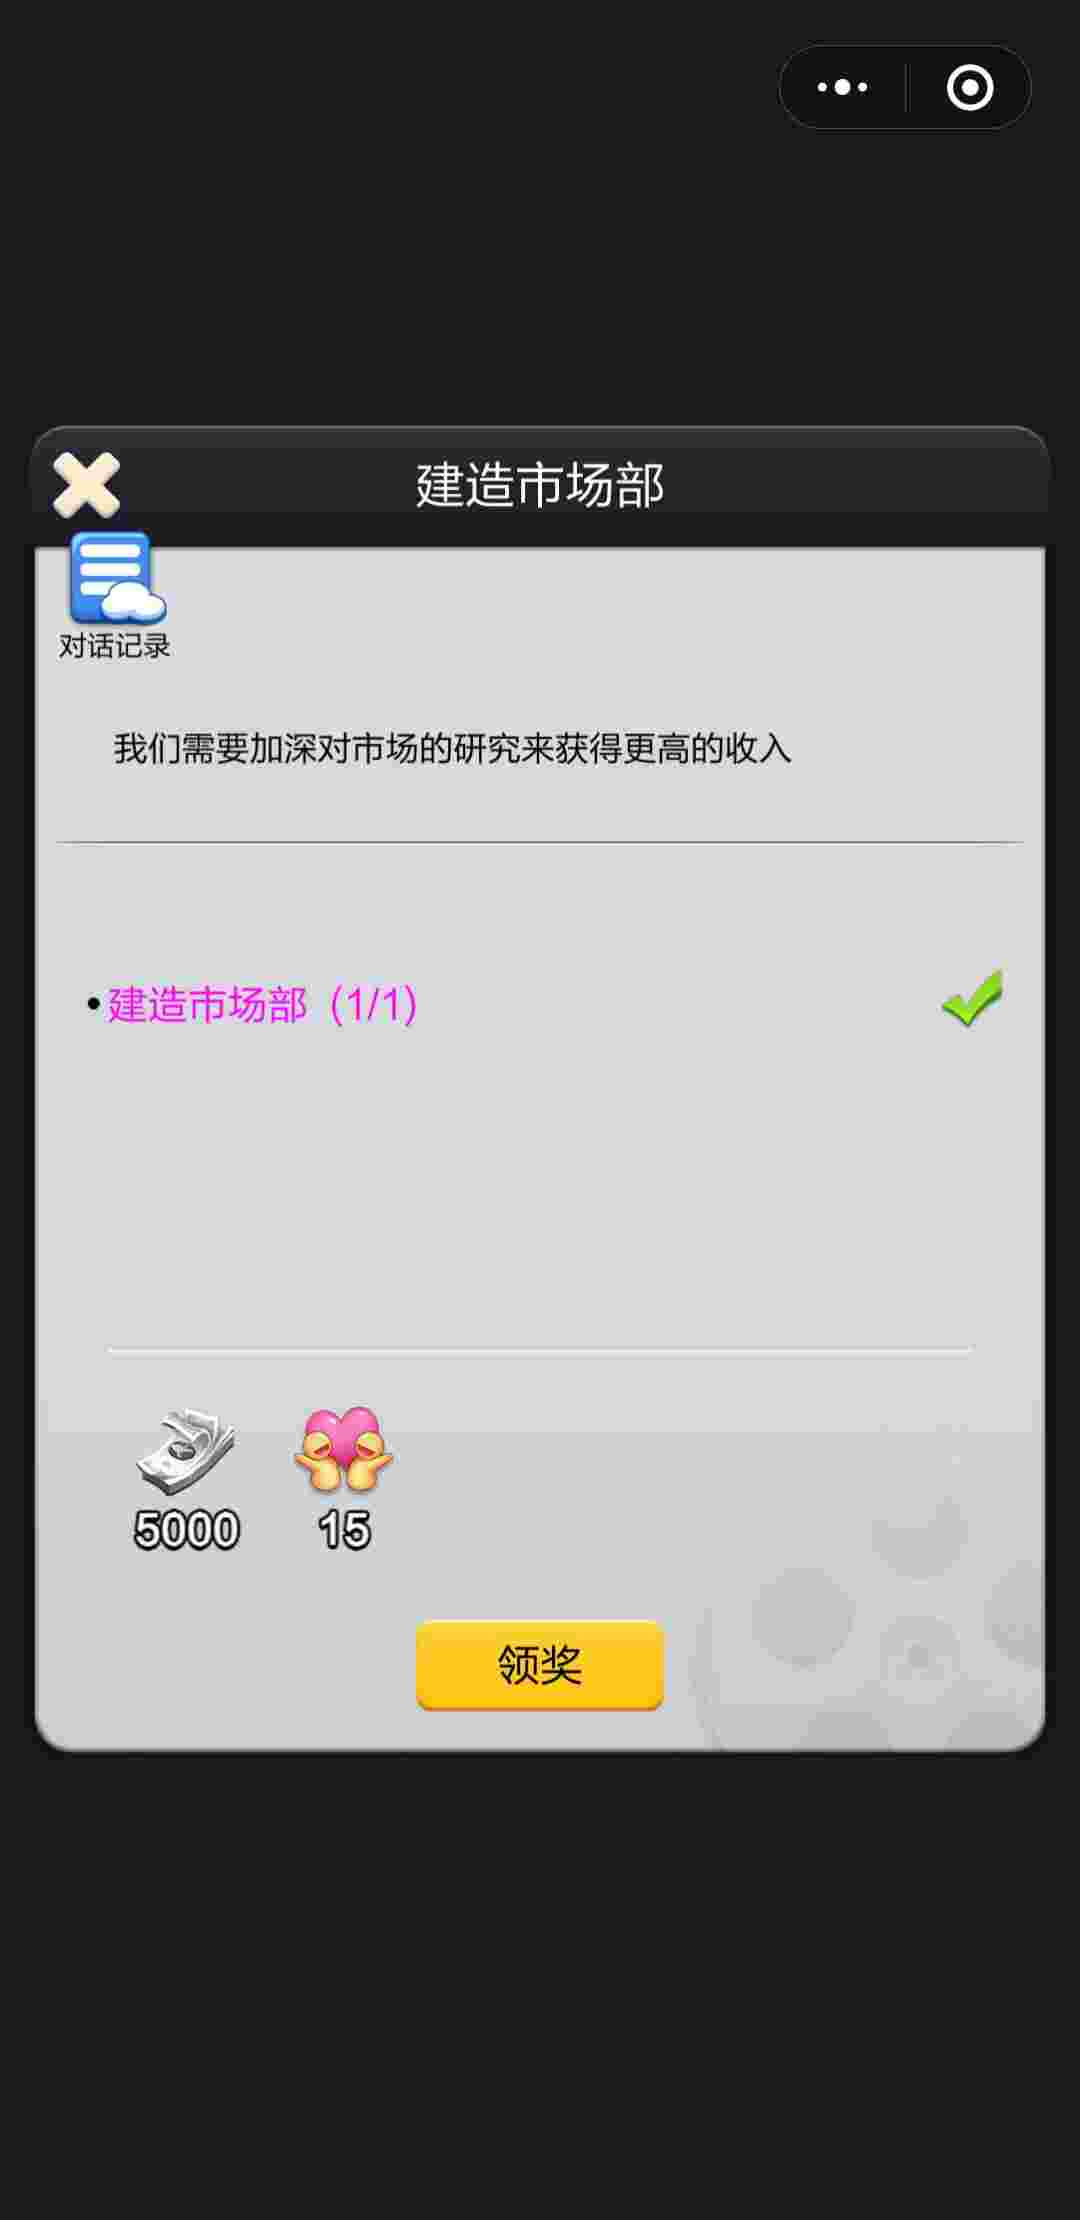 建造市场部
对话记录
我们需要加深对市场的研究来获得更高的收入
•建造市场部 (1/1)
5000 15
领奖